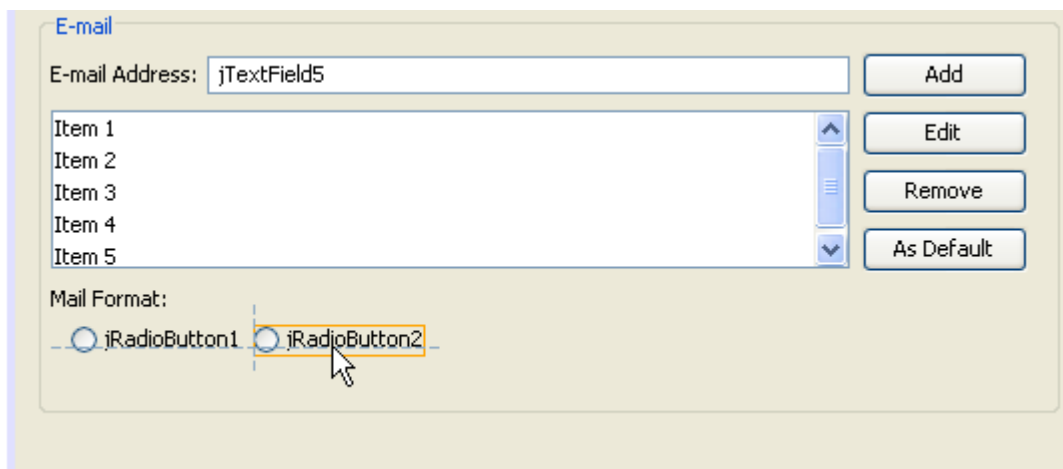 E-mail
E-mail Address: jTextField5 Add
Item 1 Edit
Item 2
Item 3 Remove
Item 4
Item 5 As Default
Mail Format:
jRadioButton1 jRadioButton2